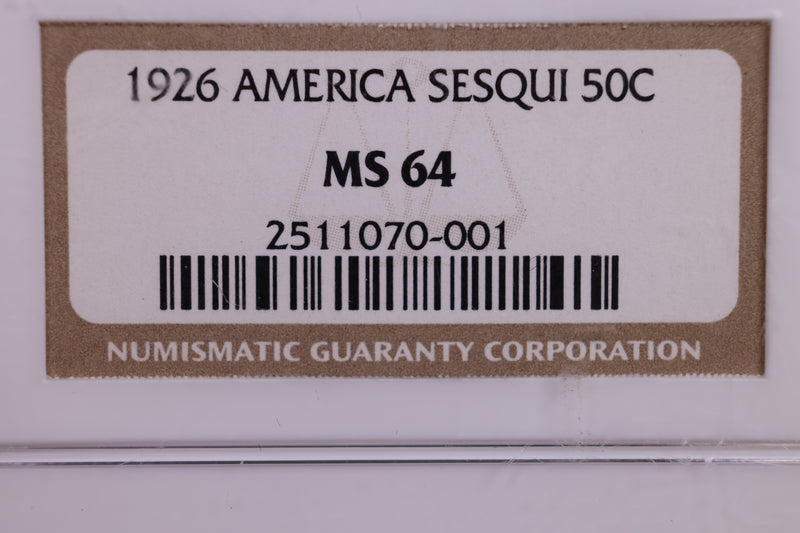 1926 AMERICA SESQUI 50C
MS 64
2511070-001
NUMISMATIC GUARANTY CORPORATION